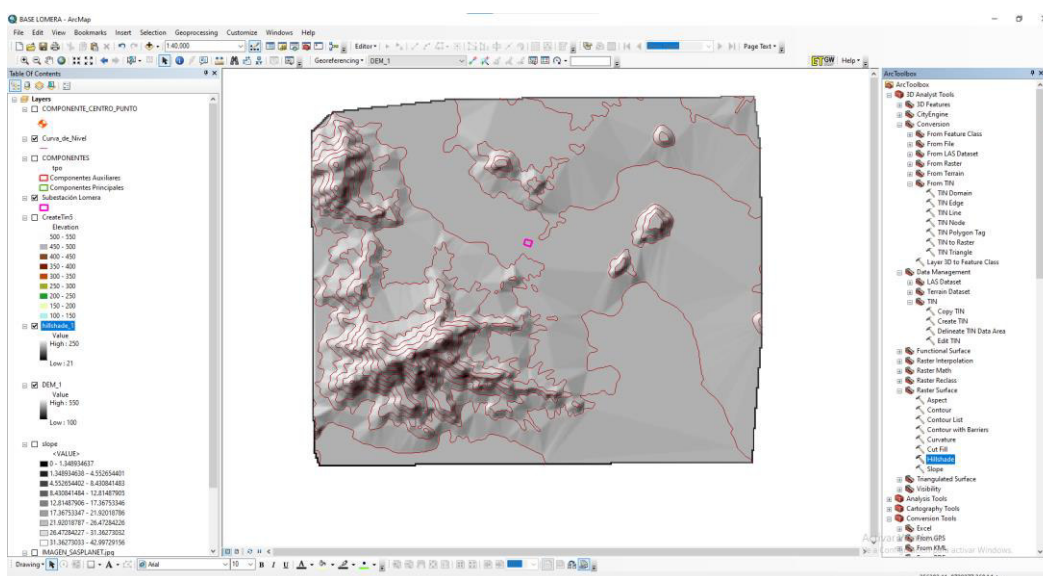 BASE LOMERA - ArcMap
File Edit View Bookmarks Insert Selection Geoprocessing Customize Windows Help
1:40,000
Editor
Page Text
Georeferencing DEM_1
ETGW Help
Table Of Contents
Layers
COMPONENTE_CENTRO_PUNTO
Curva_de_Nivel
COMPONENTES
tpo
Componentes Auxiliares
Componentes Principales
Substación Lomera
CreateTin5
Elevation
500 - 550
450 - 500
400 - 450
350 - 400
300 - 350
250 - 300
200 - 250
150 - 200
100 - 150
hillshade_1
Value
High : 250
Low : 21
DEM_1
Value
High : 550
Low : 100
slope
<VALUE>
0 - 1.348934637
1.348934638 - 4.552654401
4.552654402 - 8.430841483
8.430841484 - 12.81487905
12.81487906 - 17.36753346
17.36753347 - 21.92018786
21.92018787 - 26.47284226
26.47284227 - 31.36273032
31.36273033 - 42.99729156
IMAGEN_SASPLANET.jpg
ArcToolbox
ArcToolbox
3D Analyst Tools
3D Features
CityEngine
Conversion
From Feature Class
From File
From LAS Dataset
From Raster
From Terrain
From TIN
TIN Domain
TIN Edge
TIN Line
TIN Node
TIN Polygon Tag
TIN to Raster
TIN Triangle
Layer 3D to Feature Class
Data Management
LAS Dataset
Terrain Dataset
TIN
Copy TIN
Create TIN
Delineate TIN Data Area
Edit TIN
Functional Surface
Raster Interpolation
Raster Math
Raster Reclass
Raster Surface
Aspect
Contour
Contour List
Contour with Barriers
Curvature
Cut Fill
Hillshade
Slope
Triangulated Surface
Visibility
Analysis Tools
Cartography Tools
Conversion Tools
Excel
From GPS
From KML
activar Windows.
Drawing A Arial 10 B I U A